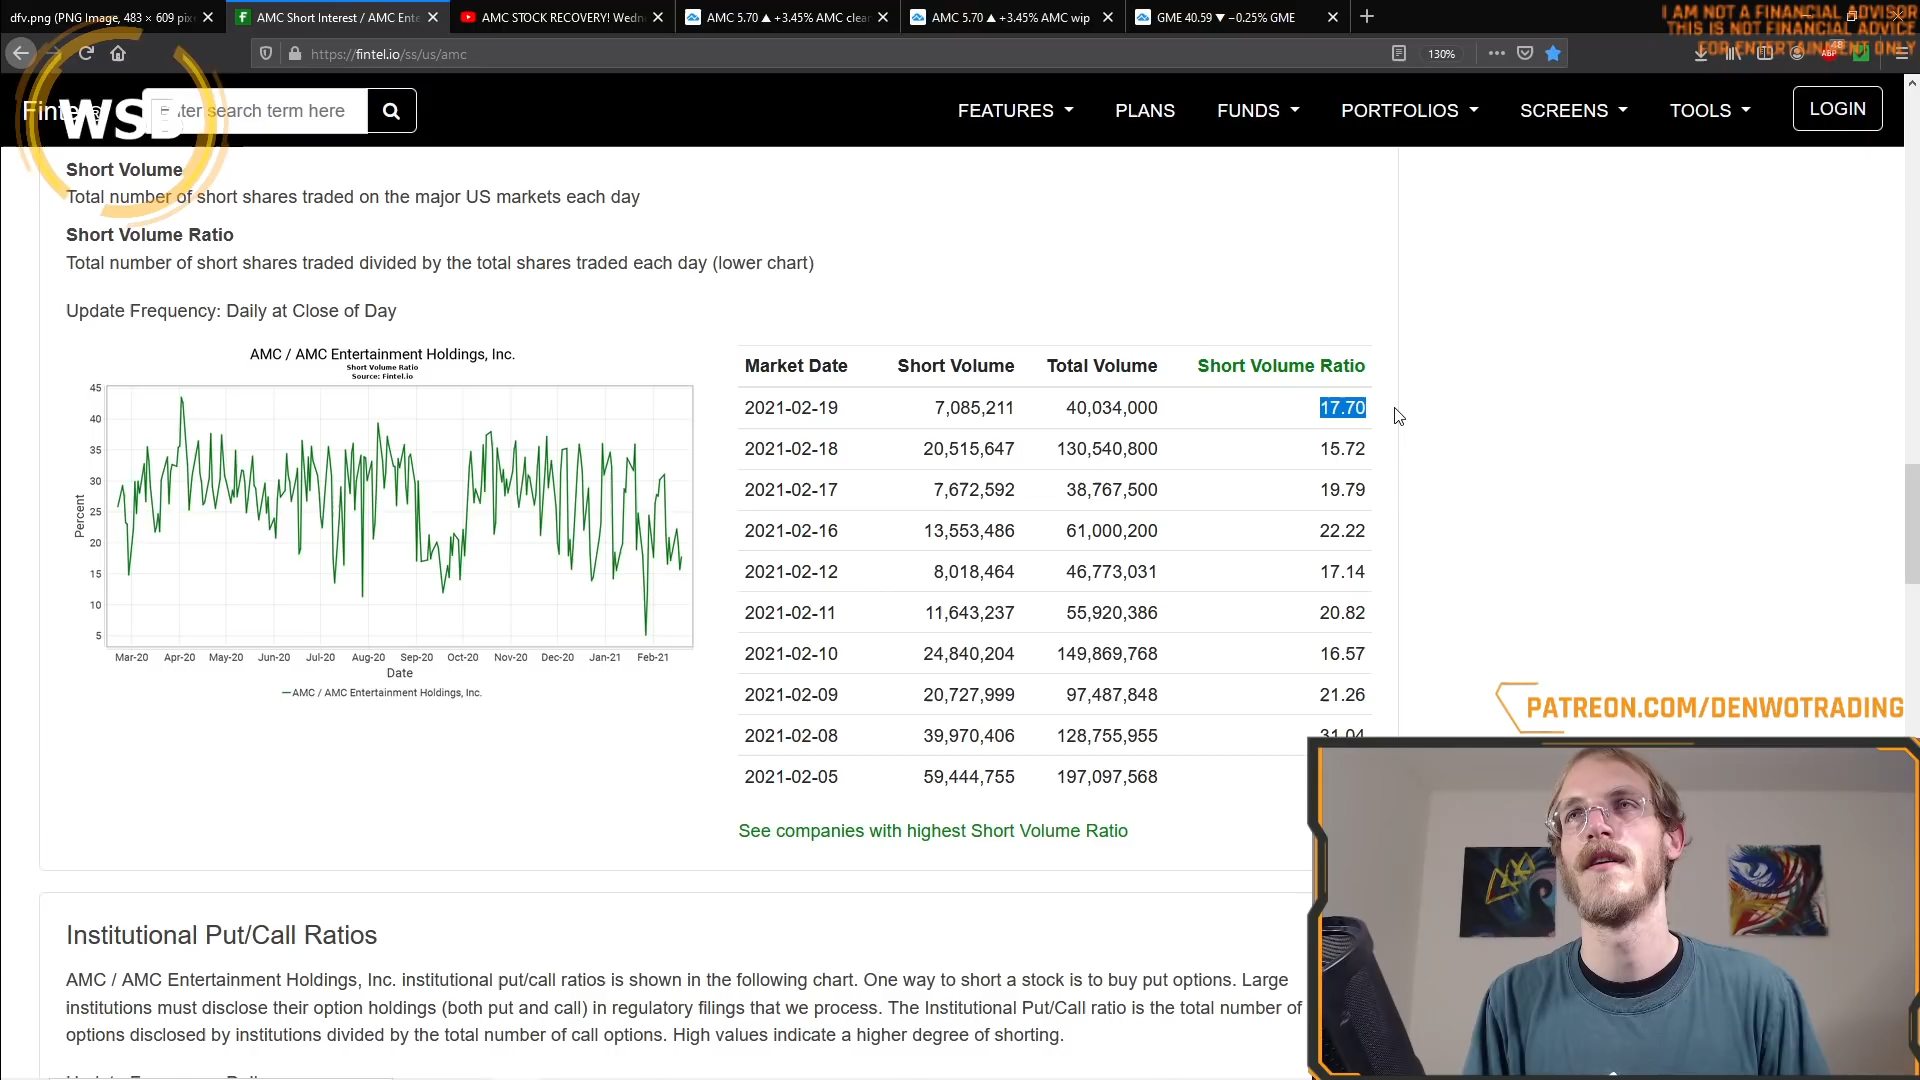 dfv.png (PNG Image, 483 × 609 pix
AMC Short Interest / AMC Ente
AMC STOCK RECOVERY! Wedn
AMC 5.70 ▲ +3.45% AMC clea
AMC 5.70 ▲ +3.45% AMC wip
GME 40.59 ▼ −0.25% GME
I AM NOT A FINANCIAL ADVISOR
THIS IS NOT FINANCIAL ADVICE
FOR ENTERTAINMENT ONLY
https://fintel.io/ss/us/amc
130%
WSB
Enter search term here
FEATURES
PLANS
FUNDS
PORTFOLIOS
SCREENS
TOOLS
LOGIN
Short Volume
Total number of short shares traded on the major US markets each day
Short Volume Ratio
Total number of short shares traded divided by the total shares traded each day (lower chart)
Update Frequency: Daily at Close of Day
AMC / AMC Entertainment Holdings, Inc.
Short Volume Ratio
Source: Fintel.io
45
40
35
30
25
20
15
10
5
Percent
Mar-20 Apr-20 May-20 Jun-20 Jul-20 Aug-20 Sep-20 Oct-20 Nov-20 Dec-20 Jan-21 Feb-21
Date
AMC / AMC Entertainment Holdings, Inc.
Market Date Short Volume Total Volume Short Volume Ratio
2021-02-19 7,085,211 40,034,000 17.70
2021-02-18 20,515,647 130,540,800 15.72
2021-02-17 7,672,592 38,767,500 19.79
2021-02-16 13,553,486 61,000,200 22.22
2021-02-12 8,018,464 46,773,031 17.14
2021-02-11 11,643,237 55,920,386 20.82
2021-02-10 24,840,204 149,869,768 16.57
2021-02-09 20,727,999 97,487,848 21.26
2021-02-08 39,970,406 128,755,955 31.04
2021-02-05 59,444,755 197,097,568
See companies with highest Short Volume Ratio
PATREON.COM/DENWOTRADING
Institutional Put/Call Ratios
AMC / AMC Entertainment Holdings, Inc. institutional put/call ratios is shown in the following chart. One way to short a stock is to buy put options. Large
institutions must disclose their option holdings (both put and call) in regulatory filings that we process. The Institutional Put/Call ratio is the total number of
options disclosed by institutions divided by the total number of call options. High values indicate a higher degree of shorting.